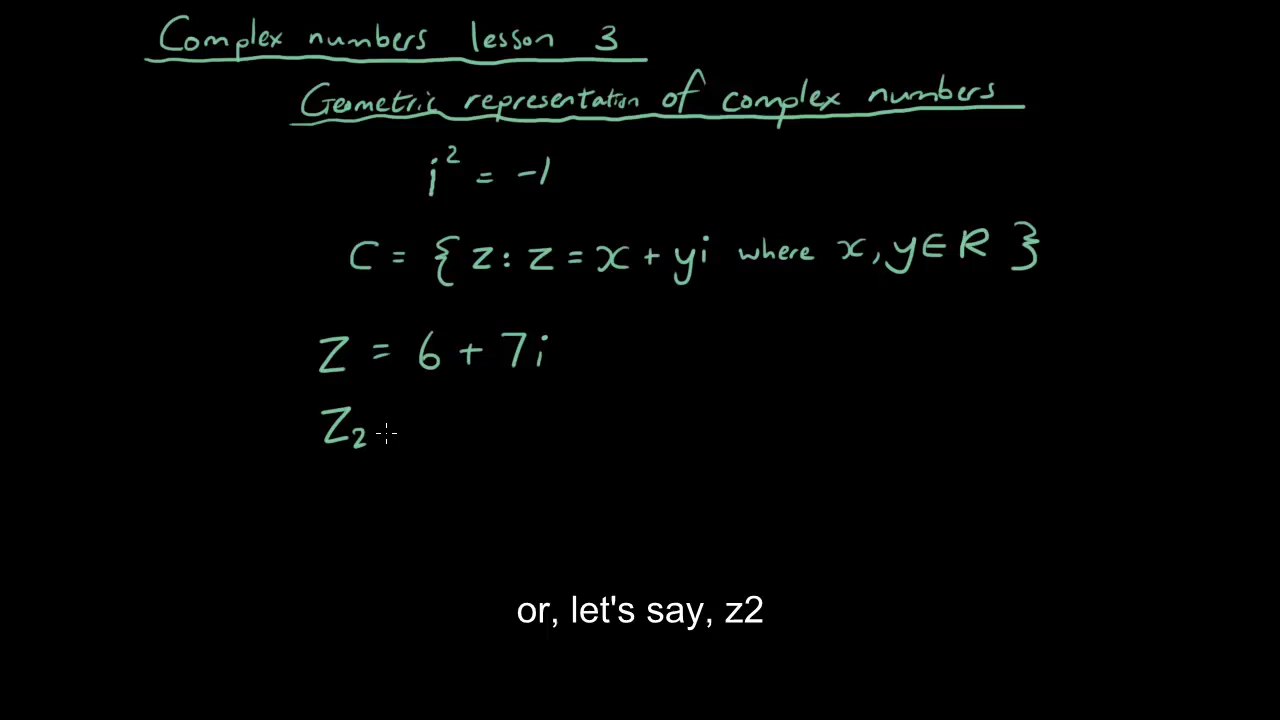 Complex numbers lesson 3
Geometric representation of complex numbers
i² = -1
C = { z : z = x + yi where x, y ∈ R }
Z = 6 + 7i
Z₂
or, let's say, z2